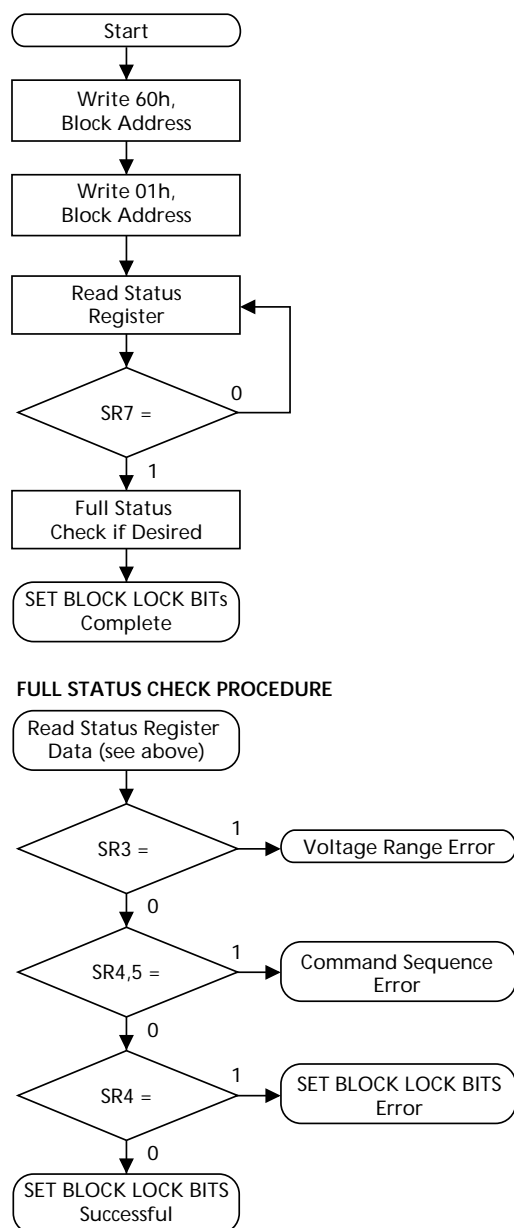 Start
Write 60h,
Block Address
Write 01h,
Block Address
Read Status
Register
0
SR7 =
1
Full Status
Check if Desired
SET BLOCK LOCK BITs
Complete
FULL STATUS CHECK PROCEDURE
Read Status Register
Data (see above)
1
SR3 =
Voltage Range Error
0
1
SR4,5 =
Command Sequence
Error
0
1
SR4 =
SET BLOCK LOCK BITS
Error
0
SET BLOCK LOCK BITS
Successful